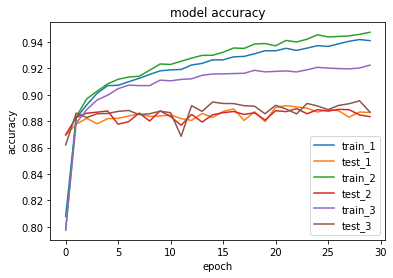 model accuracy
0.94
0.92
0.90
0.88
0.86
0.84
0.82
0.80
accuracy
0
5
10
15
20
25
30
epoch
train_1
test_1
train_2
test_2
train_3
test_3